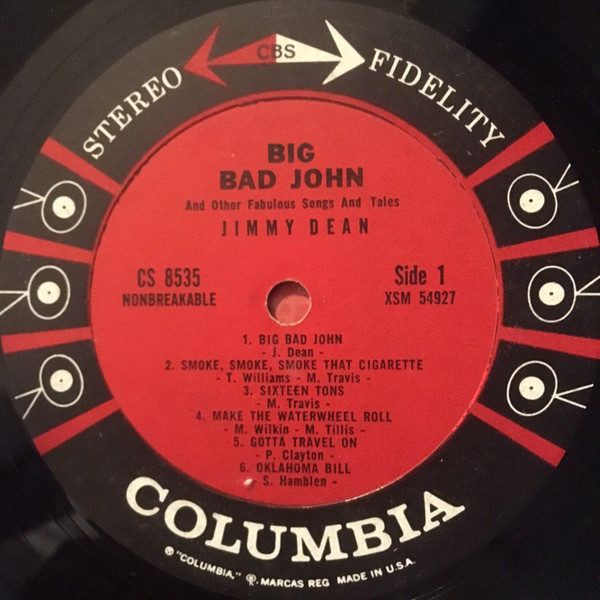 STEREO CBS FIDELITY
BIG
BAD JOHN
And Other Fabulous Songs And Tales
JIMMY DEAN
CS 8535
NONBREAKABLE
Side 1
XSM 54927
1. BIG BAD JOHN
- J. Dean -
2. SMOKE, SMOKE, SMOKE THAT CIGARETTE
- T. Williams - M. Travis -
3. SIXTEEN TONS
- M. Travis -
4. MAKE THE WATERWHEEL ROLL
- M. Wilkin - M. Tillis -
5. GOTTA TRAVEL ON
- P. Clayton -
6. OKLAHOMA BILL
S. Hamblen -
COLUMBIA
℗ "COLUMBIA," ℗. MARCAS REG MADE IN U.S.A.